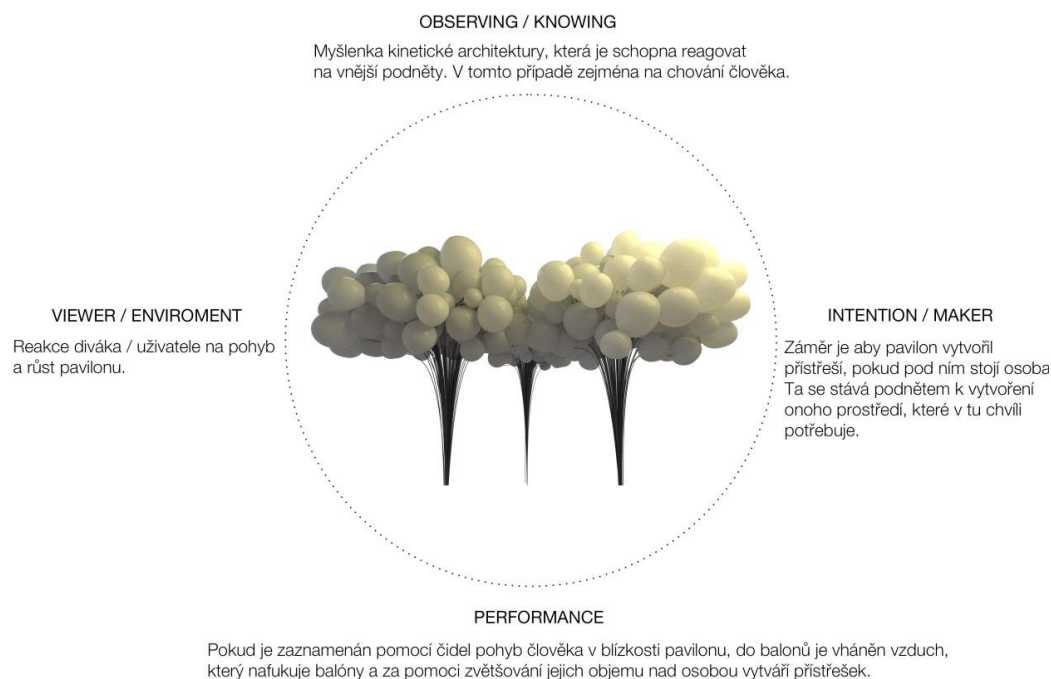 OBSERVING / KNOWING
Myšlenka kinetické architektury, která je schopna reagovat
na vnější podněty. V tomto případě zejména na chování člověka.
VIEWER / ENVIROMENT
Reakce diváka / uživatele na pohyb
a růst pavilonu.
INTENTION / MAKER
Záměr je aby pavilon vytvořil
přístřeší, pokud pod ním stojí osoba
Ta se stává podnětem k vytvoření
onoho prostředí, které v tu chvíli
potřebuje.
PERFORMANCE
Pokud je zaznamenán pomocí čidel pohyb člověka v blízkosti pavilonu, do balonů je vháněn vzduch,
který nafukuje balóny a za pomoci zvětšování jejich objemu nad osobou vytváří přístřešek.